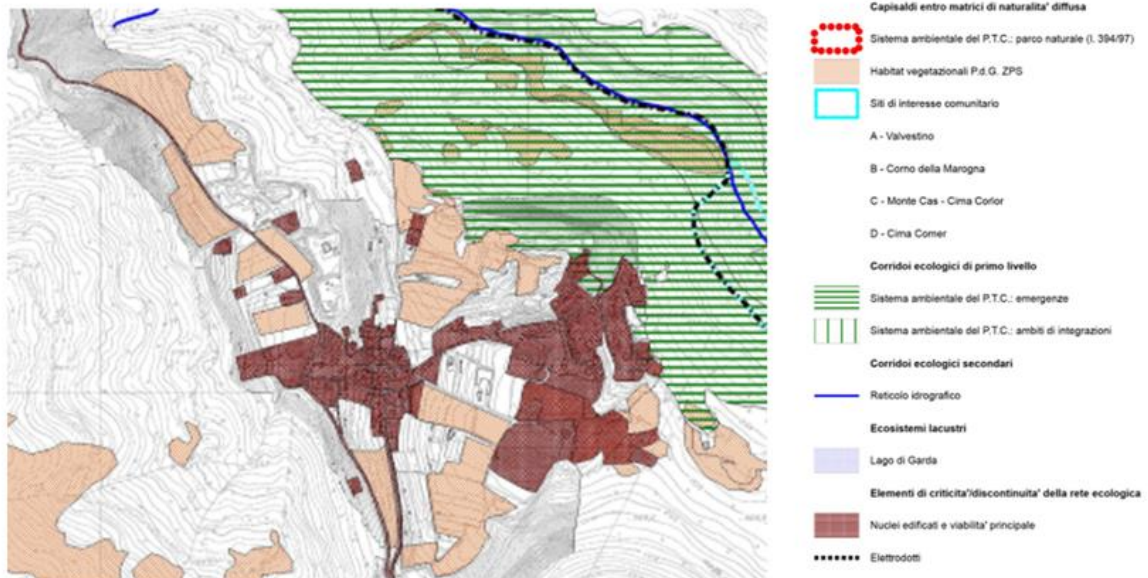 Capisaldi entro matrici di naturalita' diffusa
Sistema ambientale del P.T.C.: parco naturale (l. 394/97)
Habitat vegetazionali P.d.G. ZPS
Siti di interesse comunitario
A - Valvestino
B - Corno della Marogna
C - Monte Cas - Cima Corlor
D - Cima Comer
Corridoi ecologici di primo livello
Sistema ambientale del P.T.C.: emergenze
Sistema ambientale del P.T.C.: ambiti di integrazioni
Corridoi ecologici secondari
Reticolo idrografico
Ecosistemi lacustri
Lago di Garda
Elementi di criticita'/discontinuita' della rete ecologica
Nuclei edificati e viabilita' principale
Elettrodotti